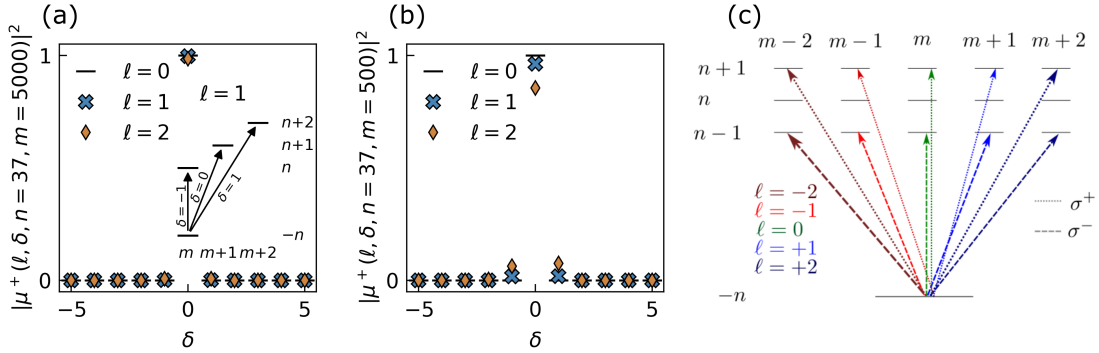 (a)
|μ⁺(ℓ, δ, n = 37, m = 5000)|²
1
0
ℓ = 0
ℓ = 1
ℓ = 2
ℓ = 1
n+2
n+1
n
−n
δ=−1
δ=0
δ=1
m m+1 m+2
−5 0 5
δ
(b)
|μ⁺(ℓ, δ, n = 37, m = 500)|²
1
0
ℓ = 0
ℓ = 1
ℓ = 2
−5 0 5
δ
(c)
m − 2 m − 1 m m + 1 m + 2
n + 1
n
n − 1
ℓ = −2
ℓ = −1
ℓ = 0
ℓ = +1
ℓ = +2
σ⁺
σ⁻
−n